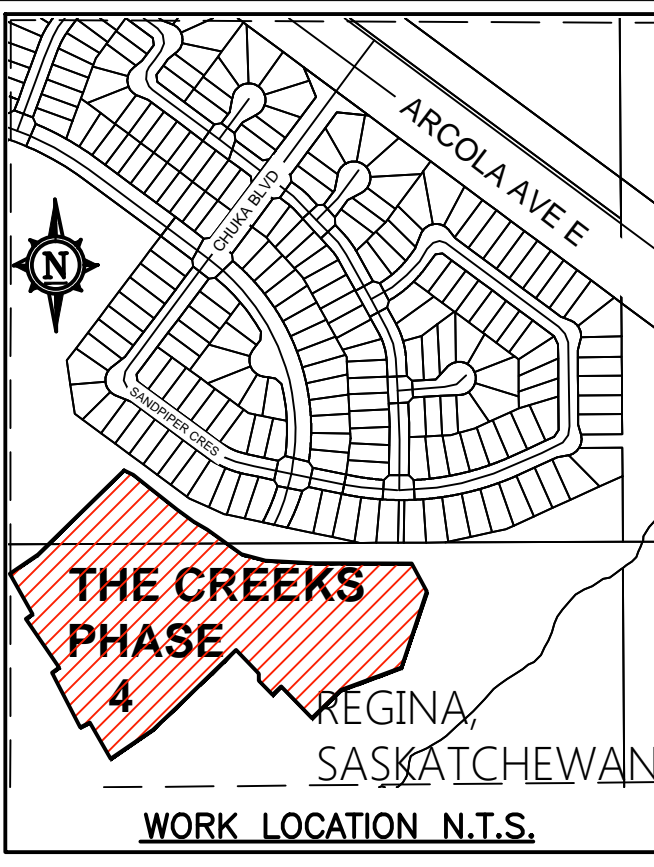 ARCOLA AVE E
CHUKA BLVD
N
SANDPIPER CRES
THE CREEKS
PHASE
4
REGINA,
SASKATCHEWAN
WORK LOCATION N.T.S.